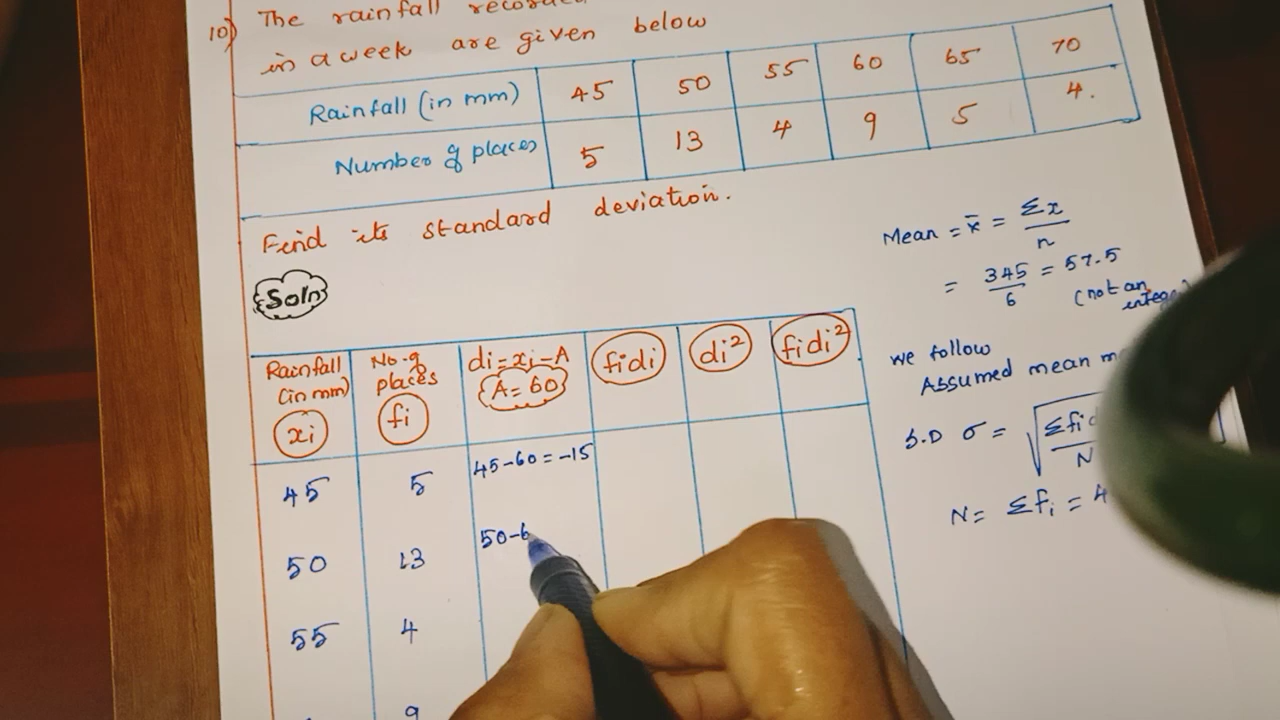 10) The rainfall recorded
in a week are given below
Rainfall (in mm) 45 50 55 60 65 70
Number of places 5 13 4 9 5 4.
Find its standard deviation.
Soln
Mean = x̄ = Σx/n
= 345/6 = 57.5
(not an
we follow
Assumed mean
S.D σ = √Σfi
N
N = Σfi = 4
Rainfall (in mm) xi No. of places fi di = xi – A A = 60 fidi di² fidi²
45 5 45–60 = –15
50 13 50–6
55 4
9